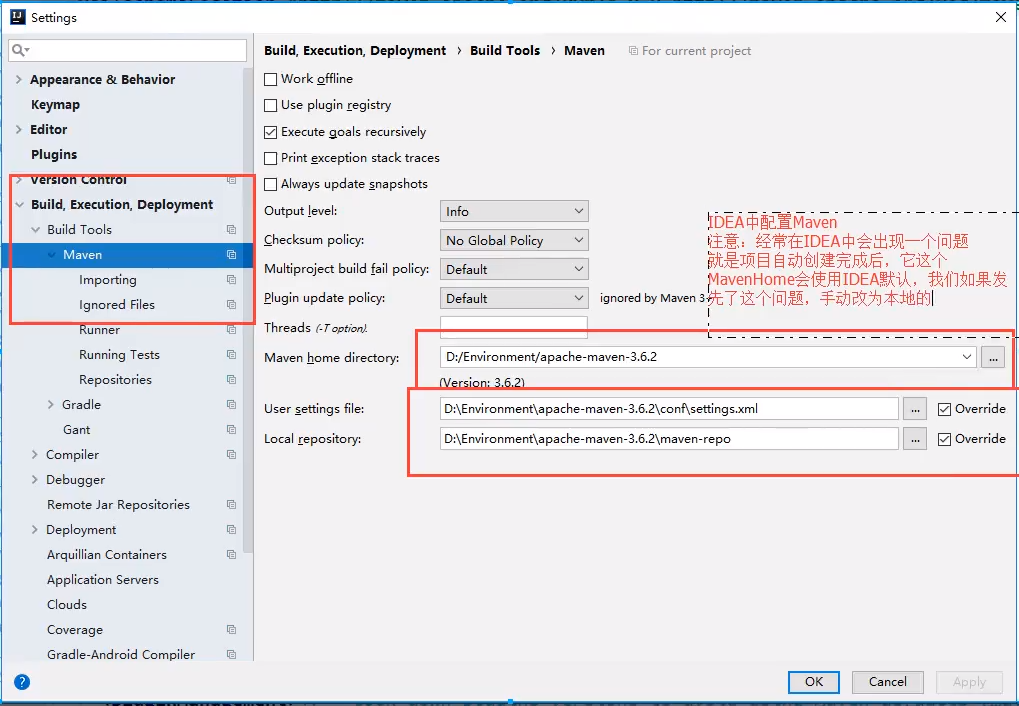 Settings
Appearance & Behavior
Keymap
Editor
Plugins
Version Control
Build, Execution, Deployment
Build Tools
Maven
Importing
Ignored Files
Runner
Running Tests
Repositories
Gradle
Gant
Compiler
Debugger
Remote Jar Repositories
Deployment
Arquillian Containers
Application Servers
Clouds
Coverage
Gradle-Android Compiler
Build, Execution, Deployment › Build Tools › Maven For current project
Work offline
Use plugin registry
Execute goals recursively
Print exception stack traces
Always update snapshots
Output level: Info
Checksum policy: No Global Policy
Multiproject build fail policy: Default
Plugin update policy: Default ignored by Maven 3+
Threads (-T option).
Maven home directory: D:/Environment/apache-maven-3.6.2 ...
(Version: 3.6.2)
User settings file: D:\Environment\apache-maven-3.6.2\conf\settings.xml ... Override
Local repository: D:\Environment\apache-maven-3.6.2\maven-repo ... Override
IDEA中配置Maven
注意：经常在IDEA中会出现一个问题
就是项目自动创建完成后，它这个
MavenHome会使用IDEA默认，我们如果发
先了这个问题，手动改为本地的
? OK Cancel Apply